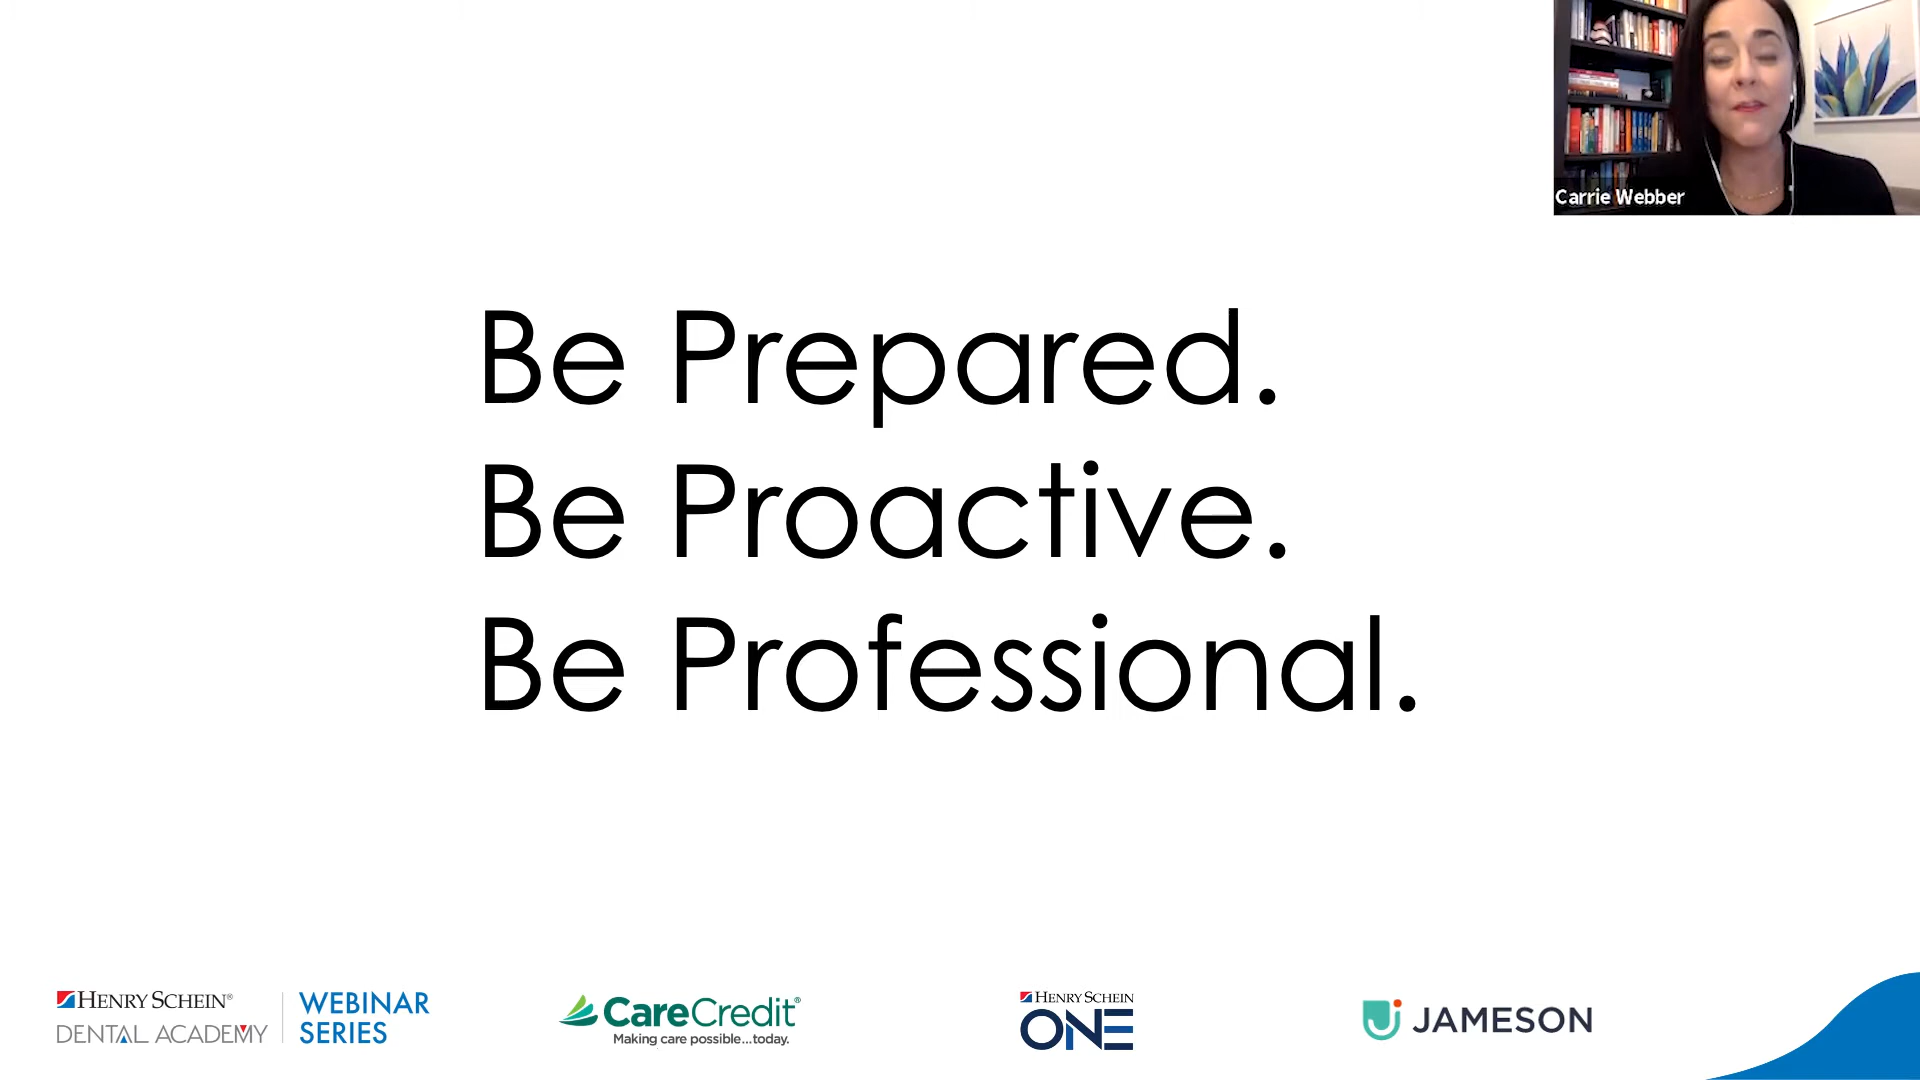 Carrie Webber
Be Prepared.
Be Proactive.
Be Professional.
HENRY SCHEIN®
DENTAL ACADEMY
WEBINAR
SERIES
CareCredit®
Making care possible...today.
HENRY SCHEIN
ONE
JAMESON